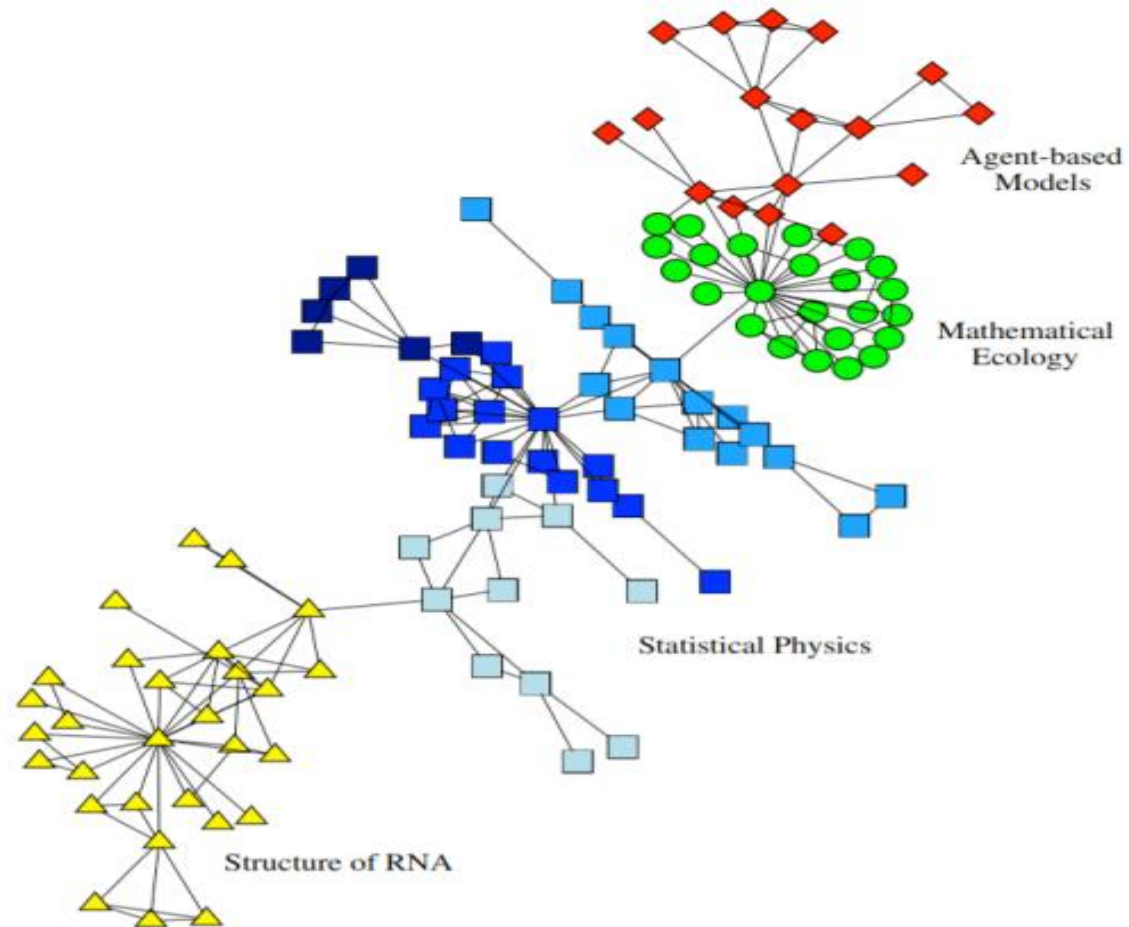 Agent-based
Models
Mathematical
Ecology
Statistical Physics
Structure of RNA